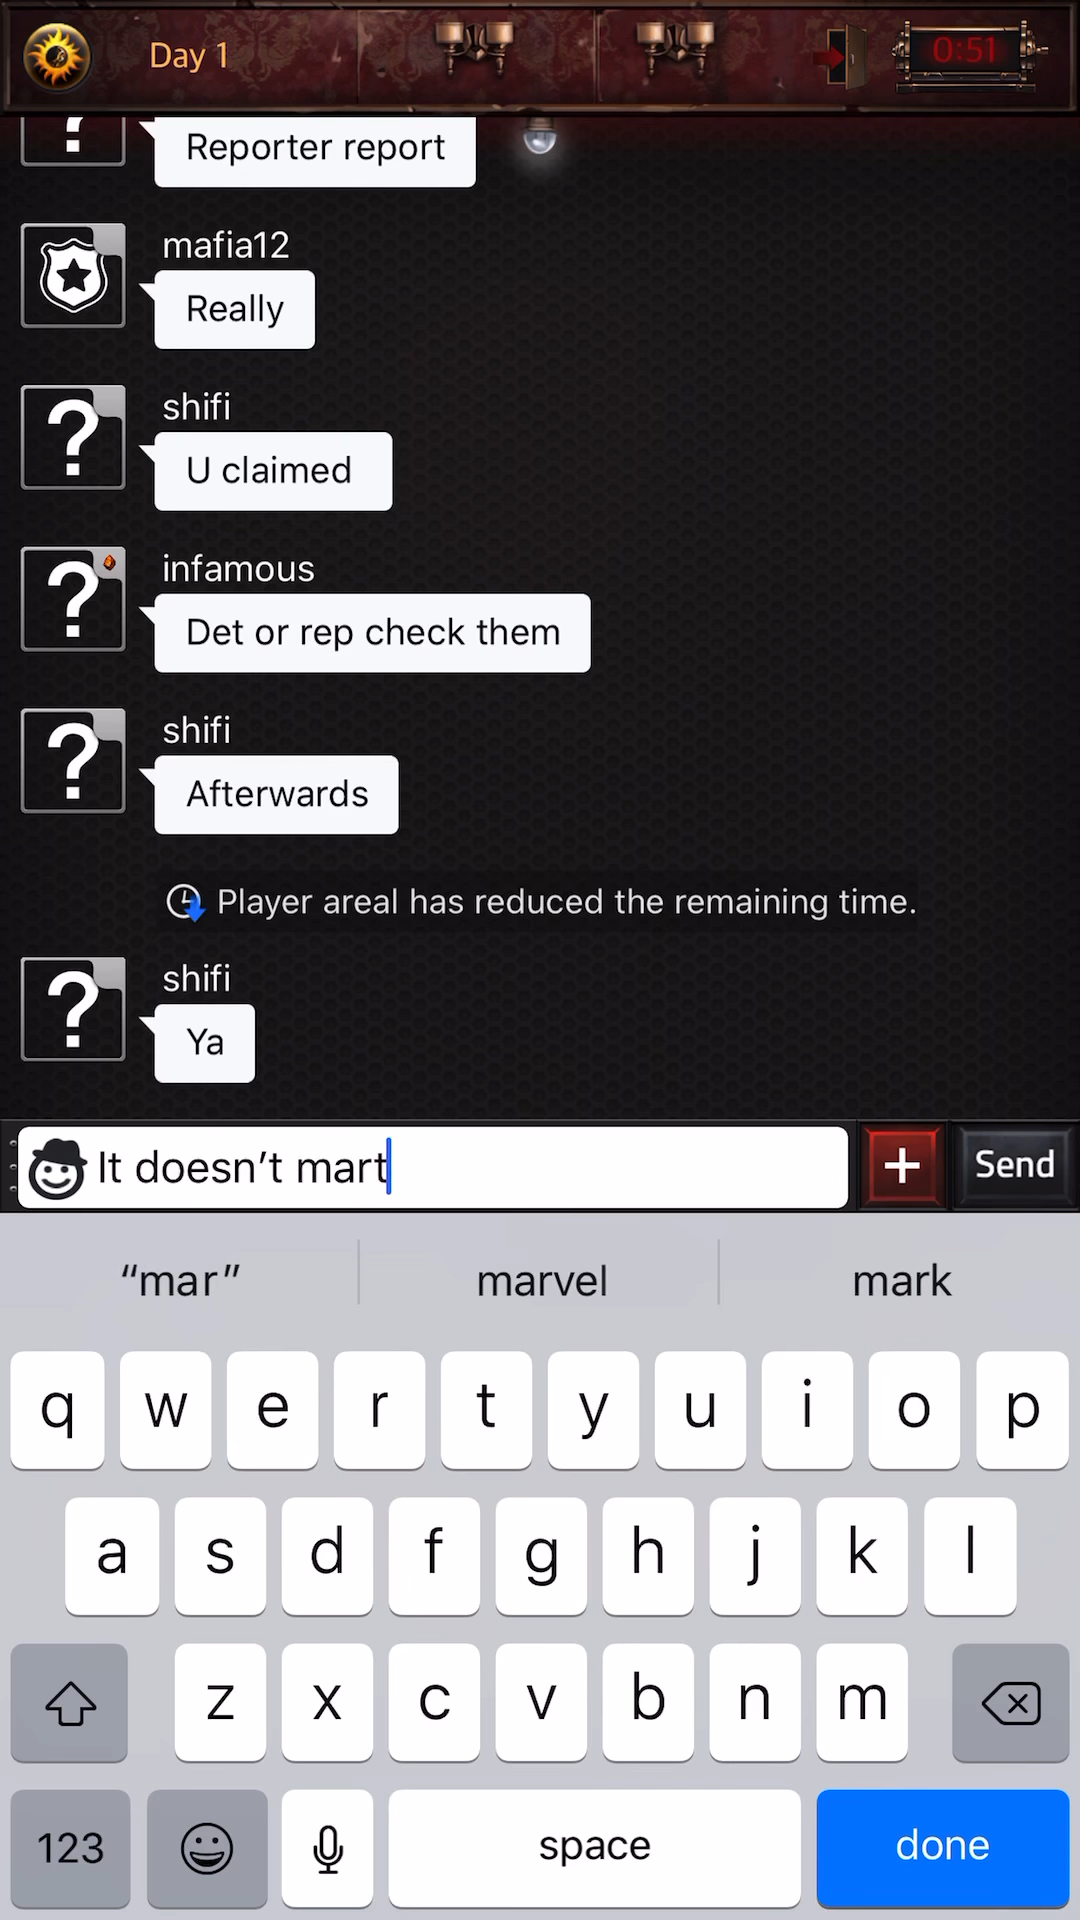 Day 1
0:51
Reporter report
mafia12
Really
shifi
U claimed
infamous
Det or rep check them
shifi
Afterwards
Player areal has reduced the remaining time.
shifi
Ya
It doesn’t mart
Send
“mar”
marvel
mark
q w e r t y u i o p
a s d f g h j k l
z x c v b n m
123
space
done